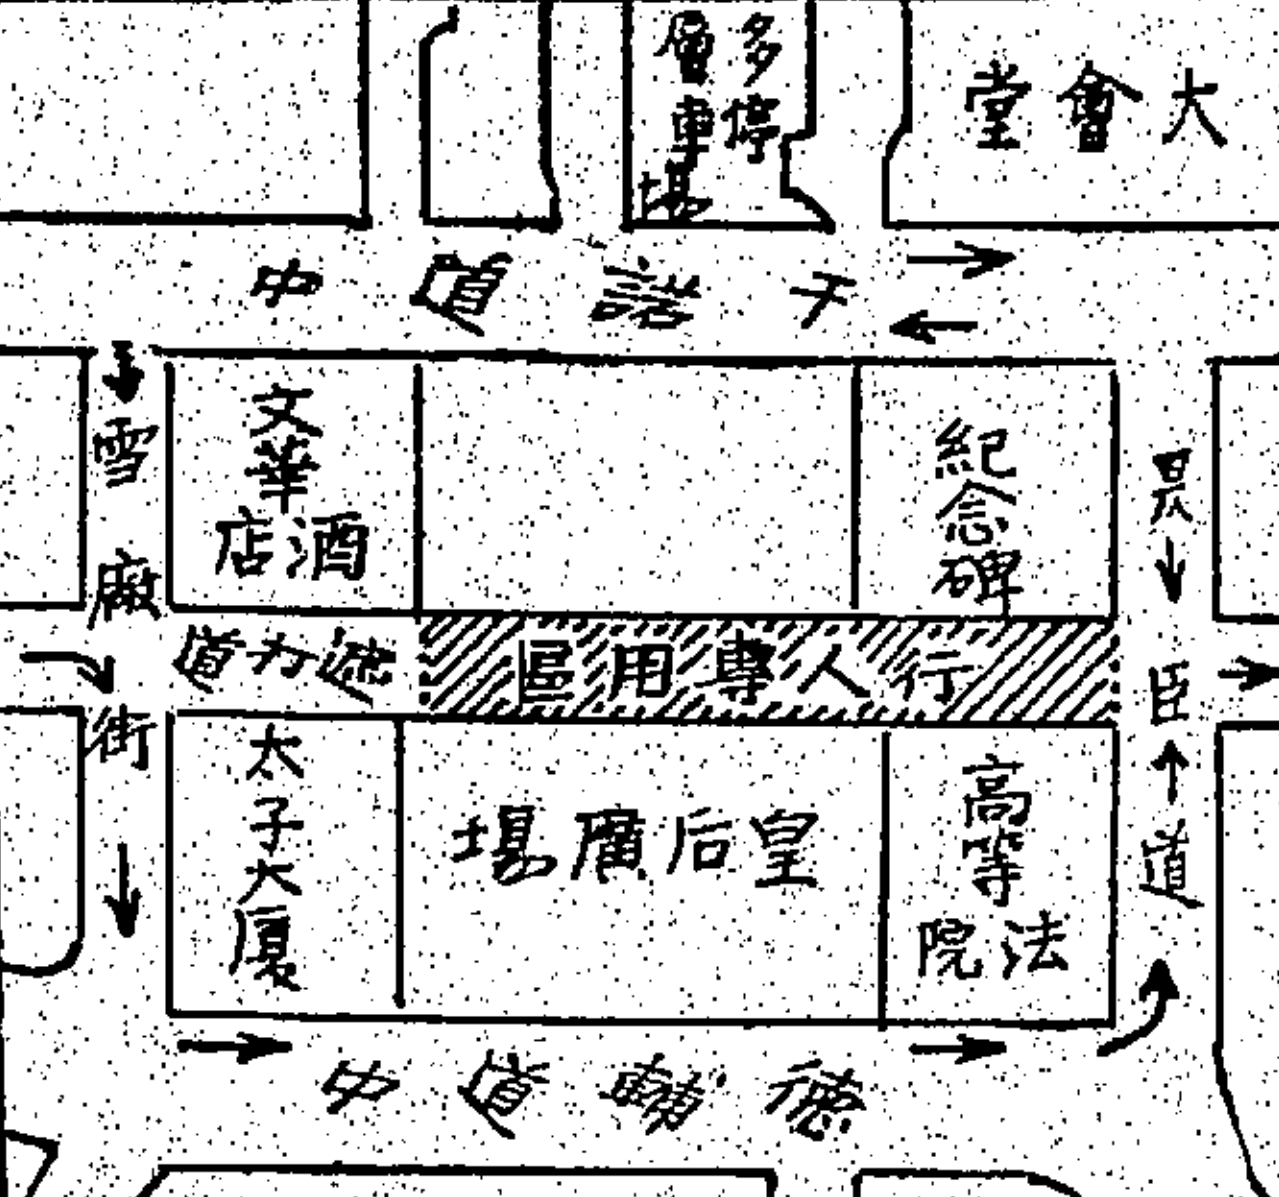 多層停車場
大會堂
干諾道中
雪廠街
文華酒店
紀念碑
昃臣道
遮打道
行人專用區
太子大廈
皇后廣場
高等法院
德輔道中